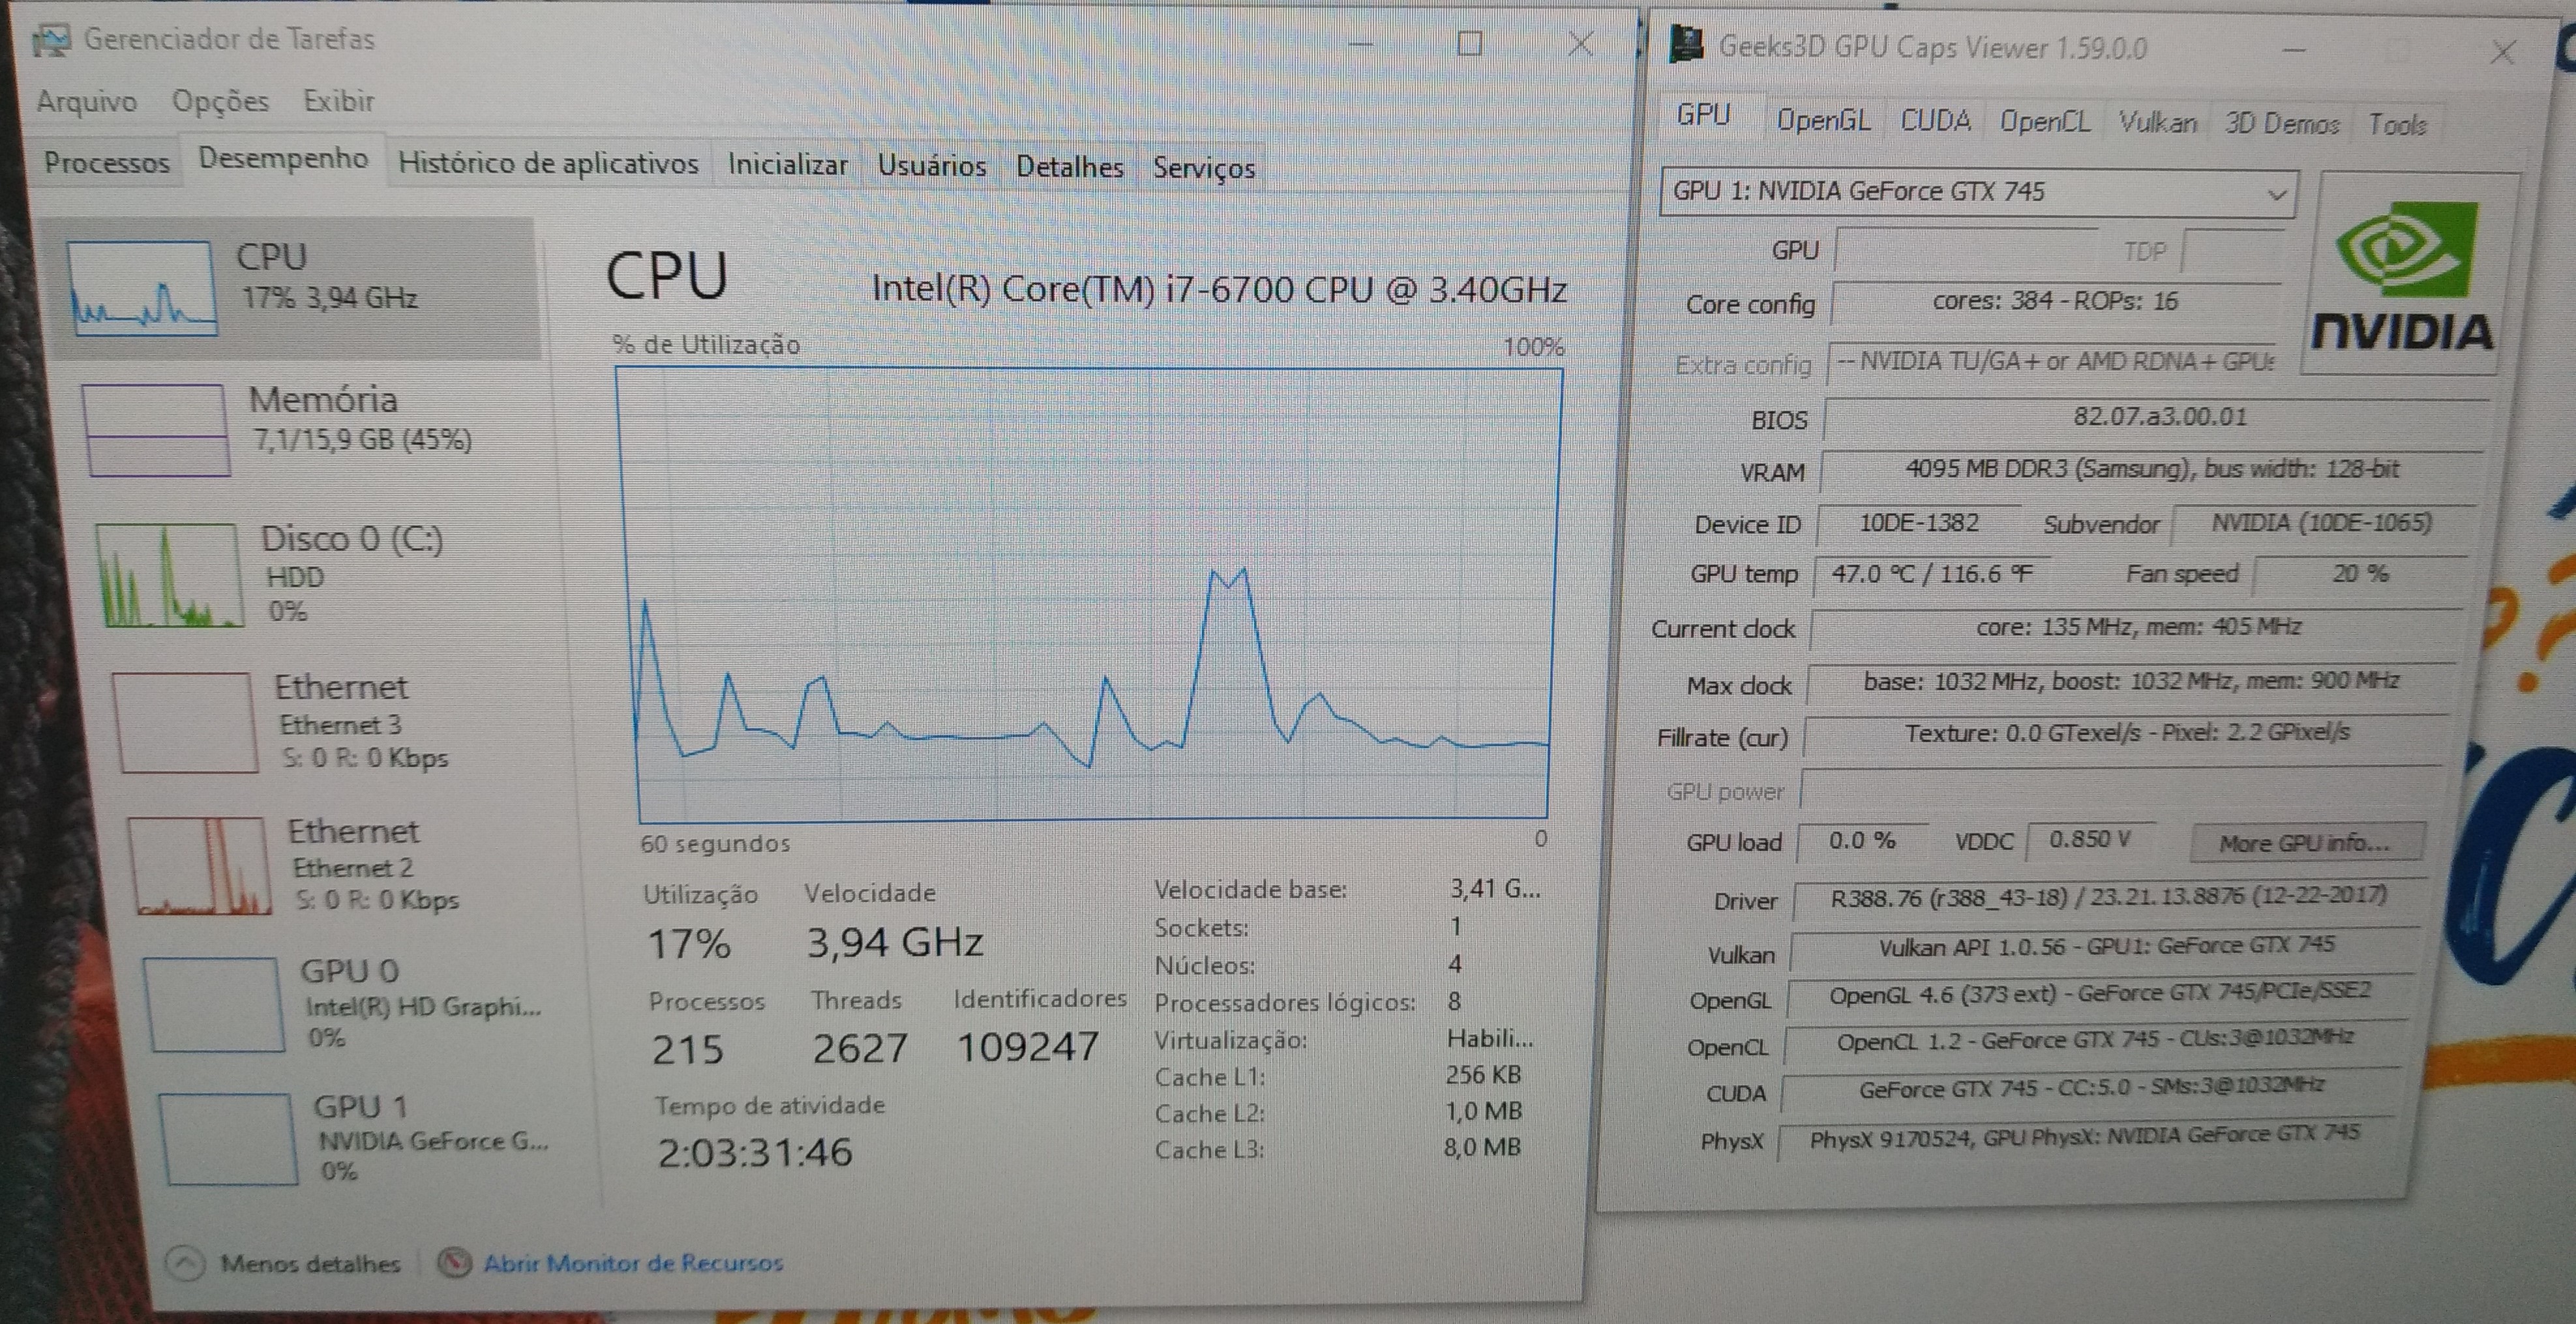 Gerenciador de Tarefas
Arquivo Opções Exibir
Processos Desempenho Histórico de aplicativos Inicializar Usuários Detalhes Serviços
CPU
17% 3,94 GHz
Memória
7,1/15,9 GB (45%)
Disco 0 (C:)
HDD
0%
Ethernet
Ethernet 3
S: 0 R: 0 Kbps
Ethernet
Ethernet 2
S: 0 R: 0 Kbps
GPU 0
Intel(R) HD Graphi...
0%
GPU 1
NVIDIA GeForce G...
0%
CPU
Intel(R) Core(TM) i7-6700 CPU @ 3.40GHz
% de Utilização 100%
60 segundos 0
Utilização Velocidade
17% 3,94 GHz
Processos Threads Identificadores
215 2627 109247
Tempo de atividade
2:03:31:46
Velocidade base: 3,41 G...
Sockets: 1
Núcleos: 4
Processadores lógicos: 8
Virtualização: Habili...
Cache L1: 256 KB
Cache L2: 1,0 MB
Cache L3: 8,0 MB
Menos detalhes Abrir Monitor de Recursos
Geeks3D GPU Caps Viewer 1.59.0.0
GPU OpenGL CUDA OpenCL Vulkan 3D Demos Tools
GPU 1: NVIDIA GeForce GTX 745
NVIDIA
GPU TDP
Core config cores: 384 - ROPs: 16
Extra config -- NVIDIA TU/GA+ or AMD RDNA+ GPUs
BIOS 82.07.a3.00.01
VRAM 4095 MB DDR3 (Samsung), bus width: 128-bit
Device ID 10DE-1382 Subvendor NVIDIA (10DE-1065)
GPU temp 47.0 °C / 116.6 °F Fan speed 20 %
Current clock core: 135 MHz, mem: 405 MHz
Max clock base: 1032 MHz, boost: 1032 MHz, mem: 900 MHz
Fillrate (cur) Texture: 0.0 GTexel/s - Pixel: 2.2 GPixel/s
GPU power
GPU load 0.0 % VDDC 0.850 V More GPU info...
Driver R388.76 (r388_43-18) / 23.21.13.8876 (12-22-2017)
Vulkan Vulkan API 1.0.56 - GPU1: GeForce GTX 745
OpenGL OpenGL 4.6 (373 ext) - GeForce GTX 745/PCIe/SSE2
OpenCL OpenCL 1.2 - GeForce GTX 745 - CUs:3@1032MHz
CUDA GeForce GTX 745 - CC:5.0 - SMs:3@1032MHz
PhysX PhysX 9170524, GPU PhysX: NVIDIA GeForce GTX 745